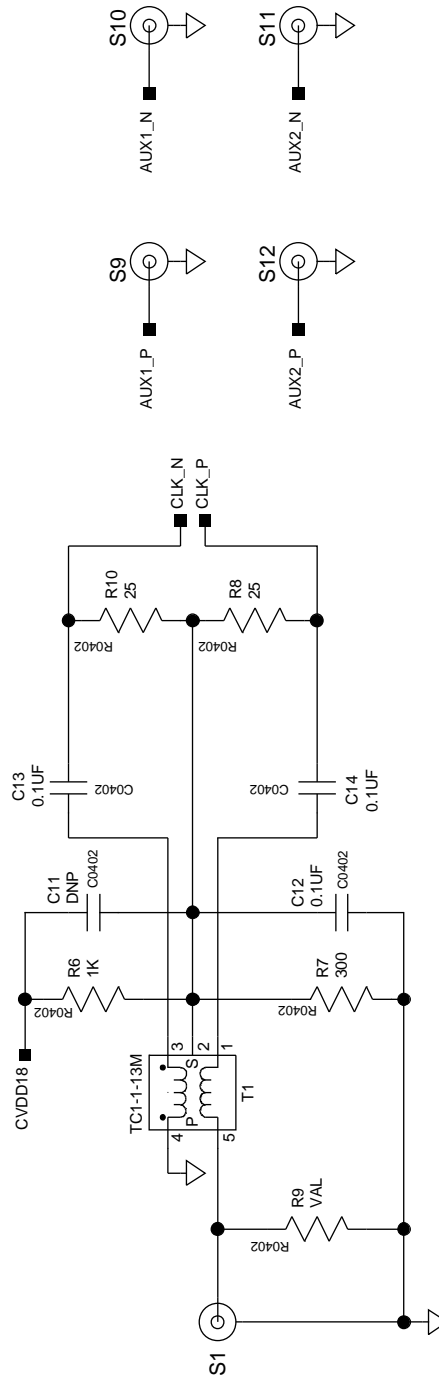 S1
R9
VAL
R0402
5
4
P
S
3
2
1
T1
TC1-1-13M
CVDD18
R6
1K
R0402
C11
DNP
C0402
R7
300
R0402
C12
0.1UF
C0402
C13
0.1UF
C0402
C14
0.1UF
C0402
R10
25
R0402
R8
25
R0402
CLK_N
CLK_P
AUX1_P
S9
AUX1_N
S10
AUX2_P
S12
AUX2_N
S11